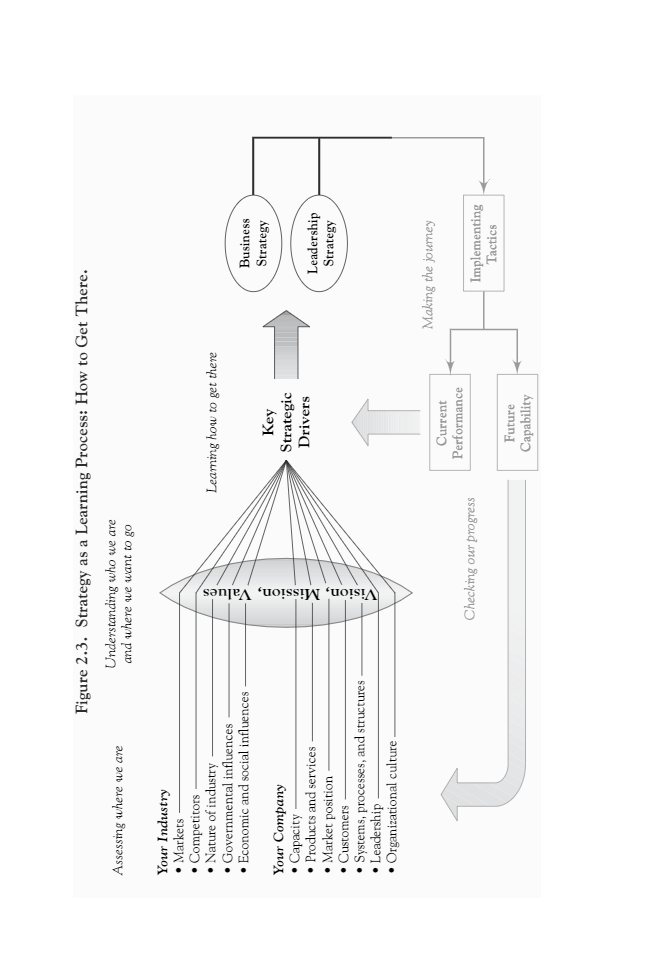 Figure 2.3. Strategy as a Learning Process: How to Get There.
Assessing where we are
Understanding who we are
and where we want to go
Your Industry
• Markets
• Competitors
• Nature of industry
• Governmental influences
• Economic and social influences
Your Company
• Capacity
• Products and services
• Market position
• Customers
• Systems, processes, and structures
• Leadership
• Organizational culture
Vision, Mission, Values
Learning how to get there
Key
Strategic
Drivers
Business
Strategy
Leadership
Strategy
Making the journey
Implementing
Tactics
Current
Performance
Future
Capability
Checking our progress